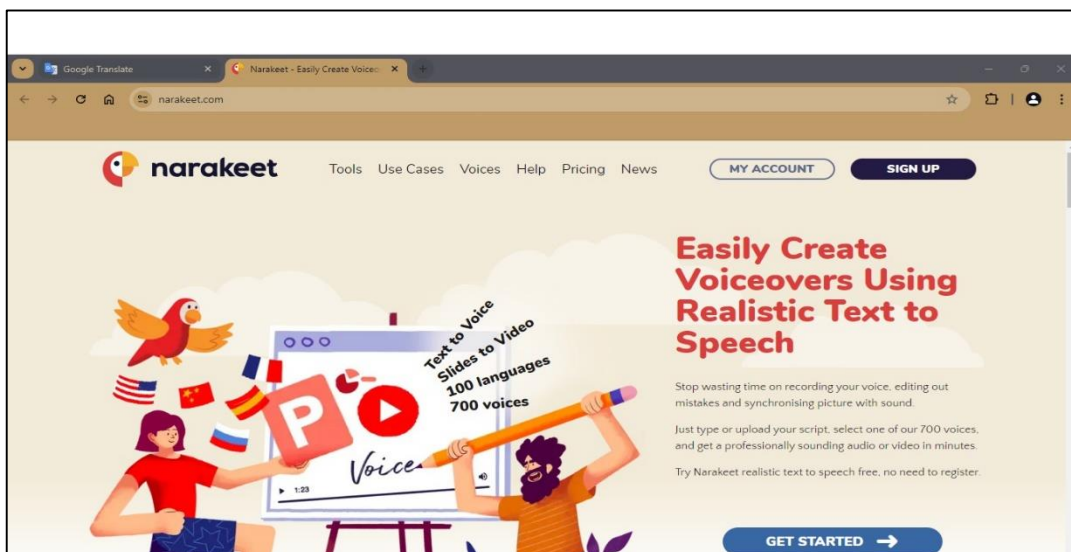 Google Translate
Narakeet - Easily Create Voiceo
narakeet.com
narakeet
Tools Use Cases Voices Help Pricing News
MY ACCOUNT
SIGN UP
Easily Create
Voiceovers Using
Realistic Text to
Speech
Text to Voice
Slides to Video
100 languages
700 voices
P
Voice
1:23
Stop wasting time on recording your voice, editing out
mistakes and synchronising picture with sound.
Just type or upload your script, select one of our 700 voices,
and get a professionally sounding audio or video in minutes.
Try Narakeet realistic text to speech free, no need to register.
GET STARTED